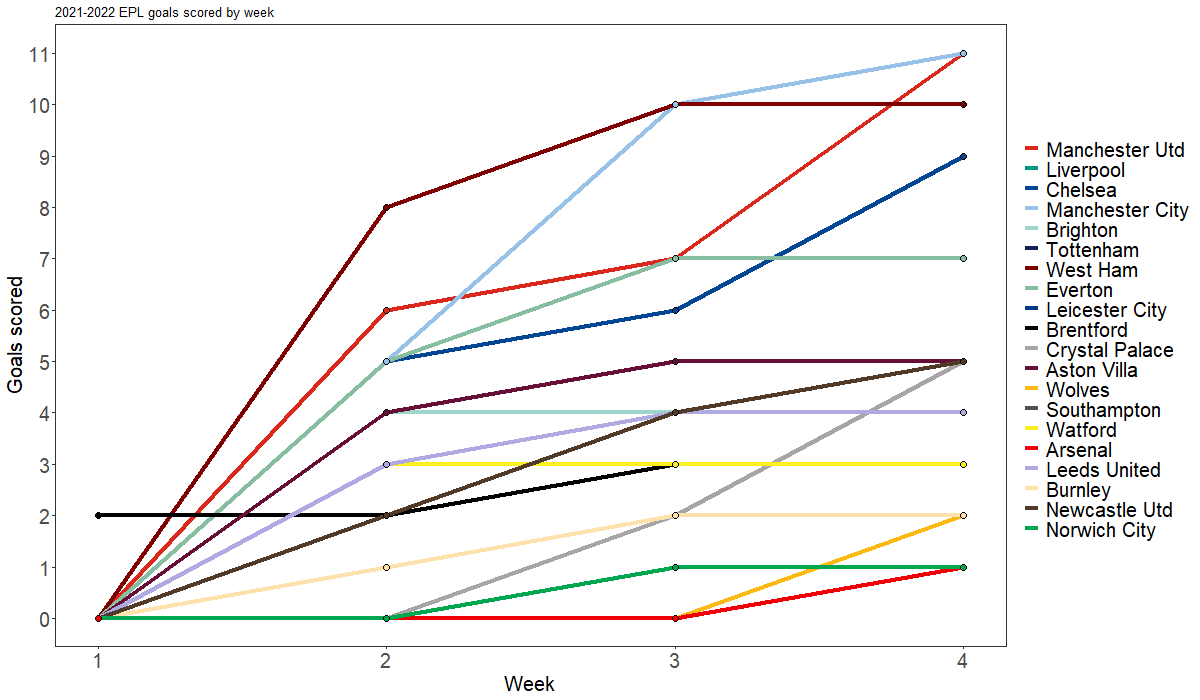 2021-2022 EPL goals scored by week
11
10
9
8
7
6
5
4
3
2
1
0
Goals scored
1 2 3 4
Week
Manchester Utd
Liverpool
Chelsea
Manchester City
Brighton
Tottenham
West Ham
Everton
Leicester City
Brentford
Crystal Palace
Aston Villa
Wolves
Southampton
Watford
Arsenal
Leeds United
Burnley
Newcastle Utd
Norwich City